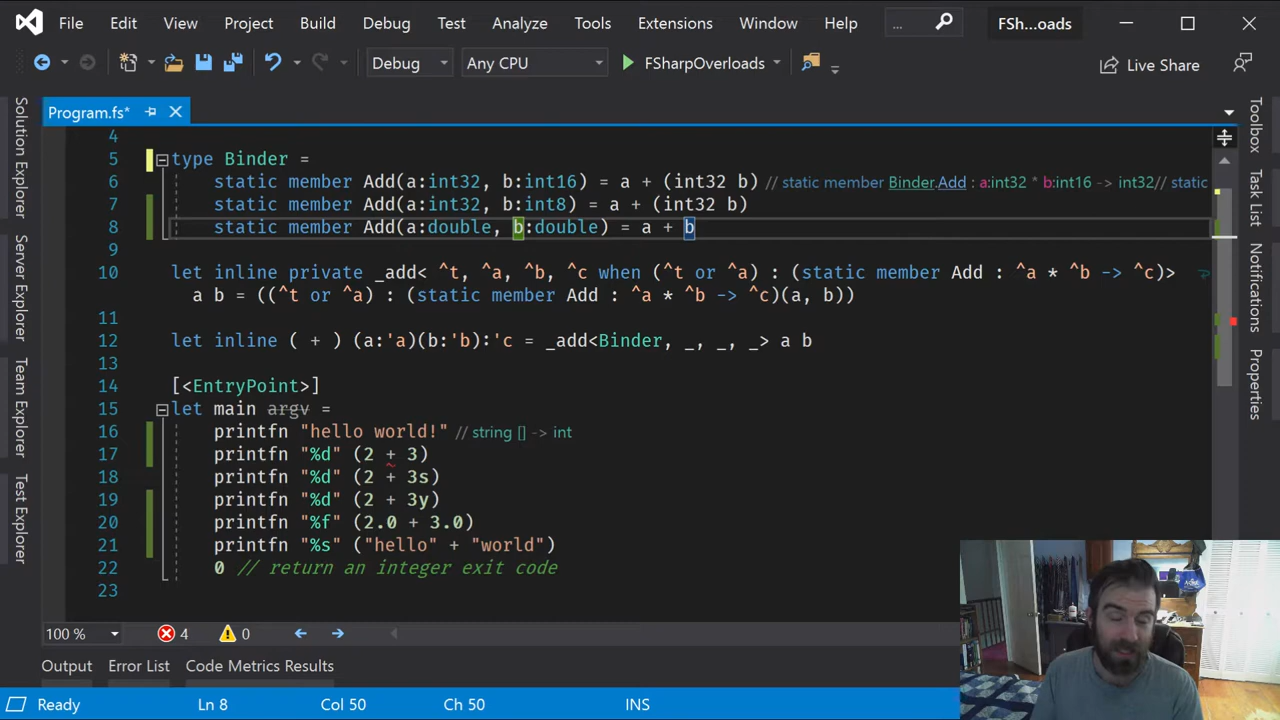 File Edit View Project Build Debug Test Analyze Tools Extensions Window Help ... FSh...oads
Debug Any CPU FSharpOverloads Live Share
Program.fs*
Solution Explorer
Server Explorer
Team Explorer
Test Explorer
Toolbox
Notifications
Properties
4
5 type Binder =
6 static member Add(a:int32, b:int16) = a + (int32 b) // static member Binder.Add : a:int32 * b:int16 -> int32// static
7 static member Add(a:int32, b:int8) = a + (int32 b)
8 static member Add(a:double, b:double) = a + b
9
10 let inline private _add< ^t, ^a, ^b, ^c when (^t or ^a) : (static member Add : ^a * ^b -> ^c)>
a b = ((^t or ^a) : (static member Add : ^a * ^b -> ^c)(a, b))
11
12 let inline ( + ) (a:'a)(b:'b):'c = _add<Binder, _, _, _> a b
13
14 [<EntryPoint>]
15 let main argv =
16 printfn "hello world!" // string [] -> int
17 printfn "%d" (2 + 3)
18 printfn "%d" (2 + 3s)
19 printfn "%d" (2 + 3y)
20 printfn "%f" (2.0 + 3.0)
21 printfn "%s" ("hello" + "world")
22 0 // return an integer exit code
23
100 % 4 0
Output Error List Code Metrics Results
Ready Ln 8 Col 50 Ch 50 INS